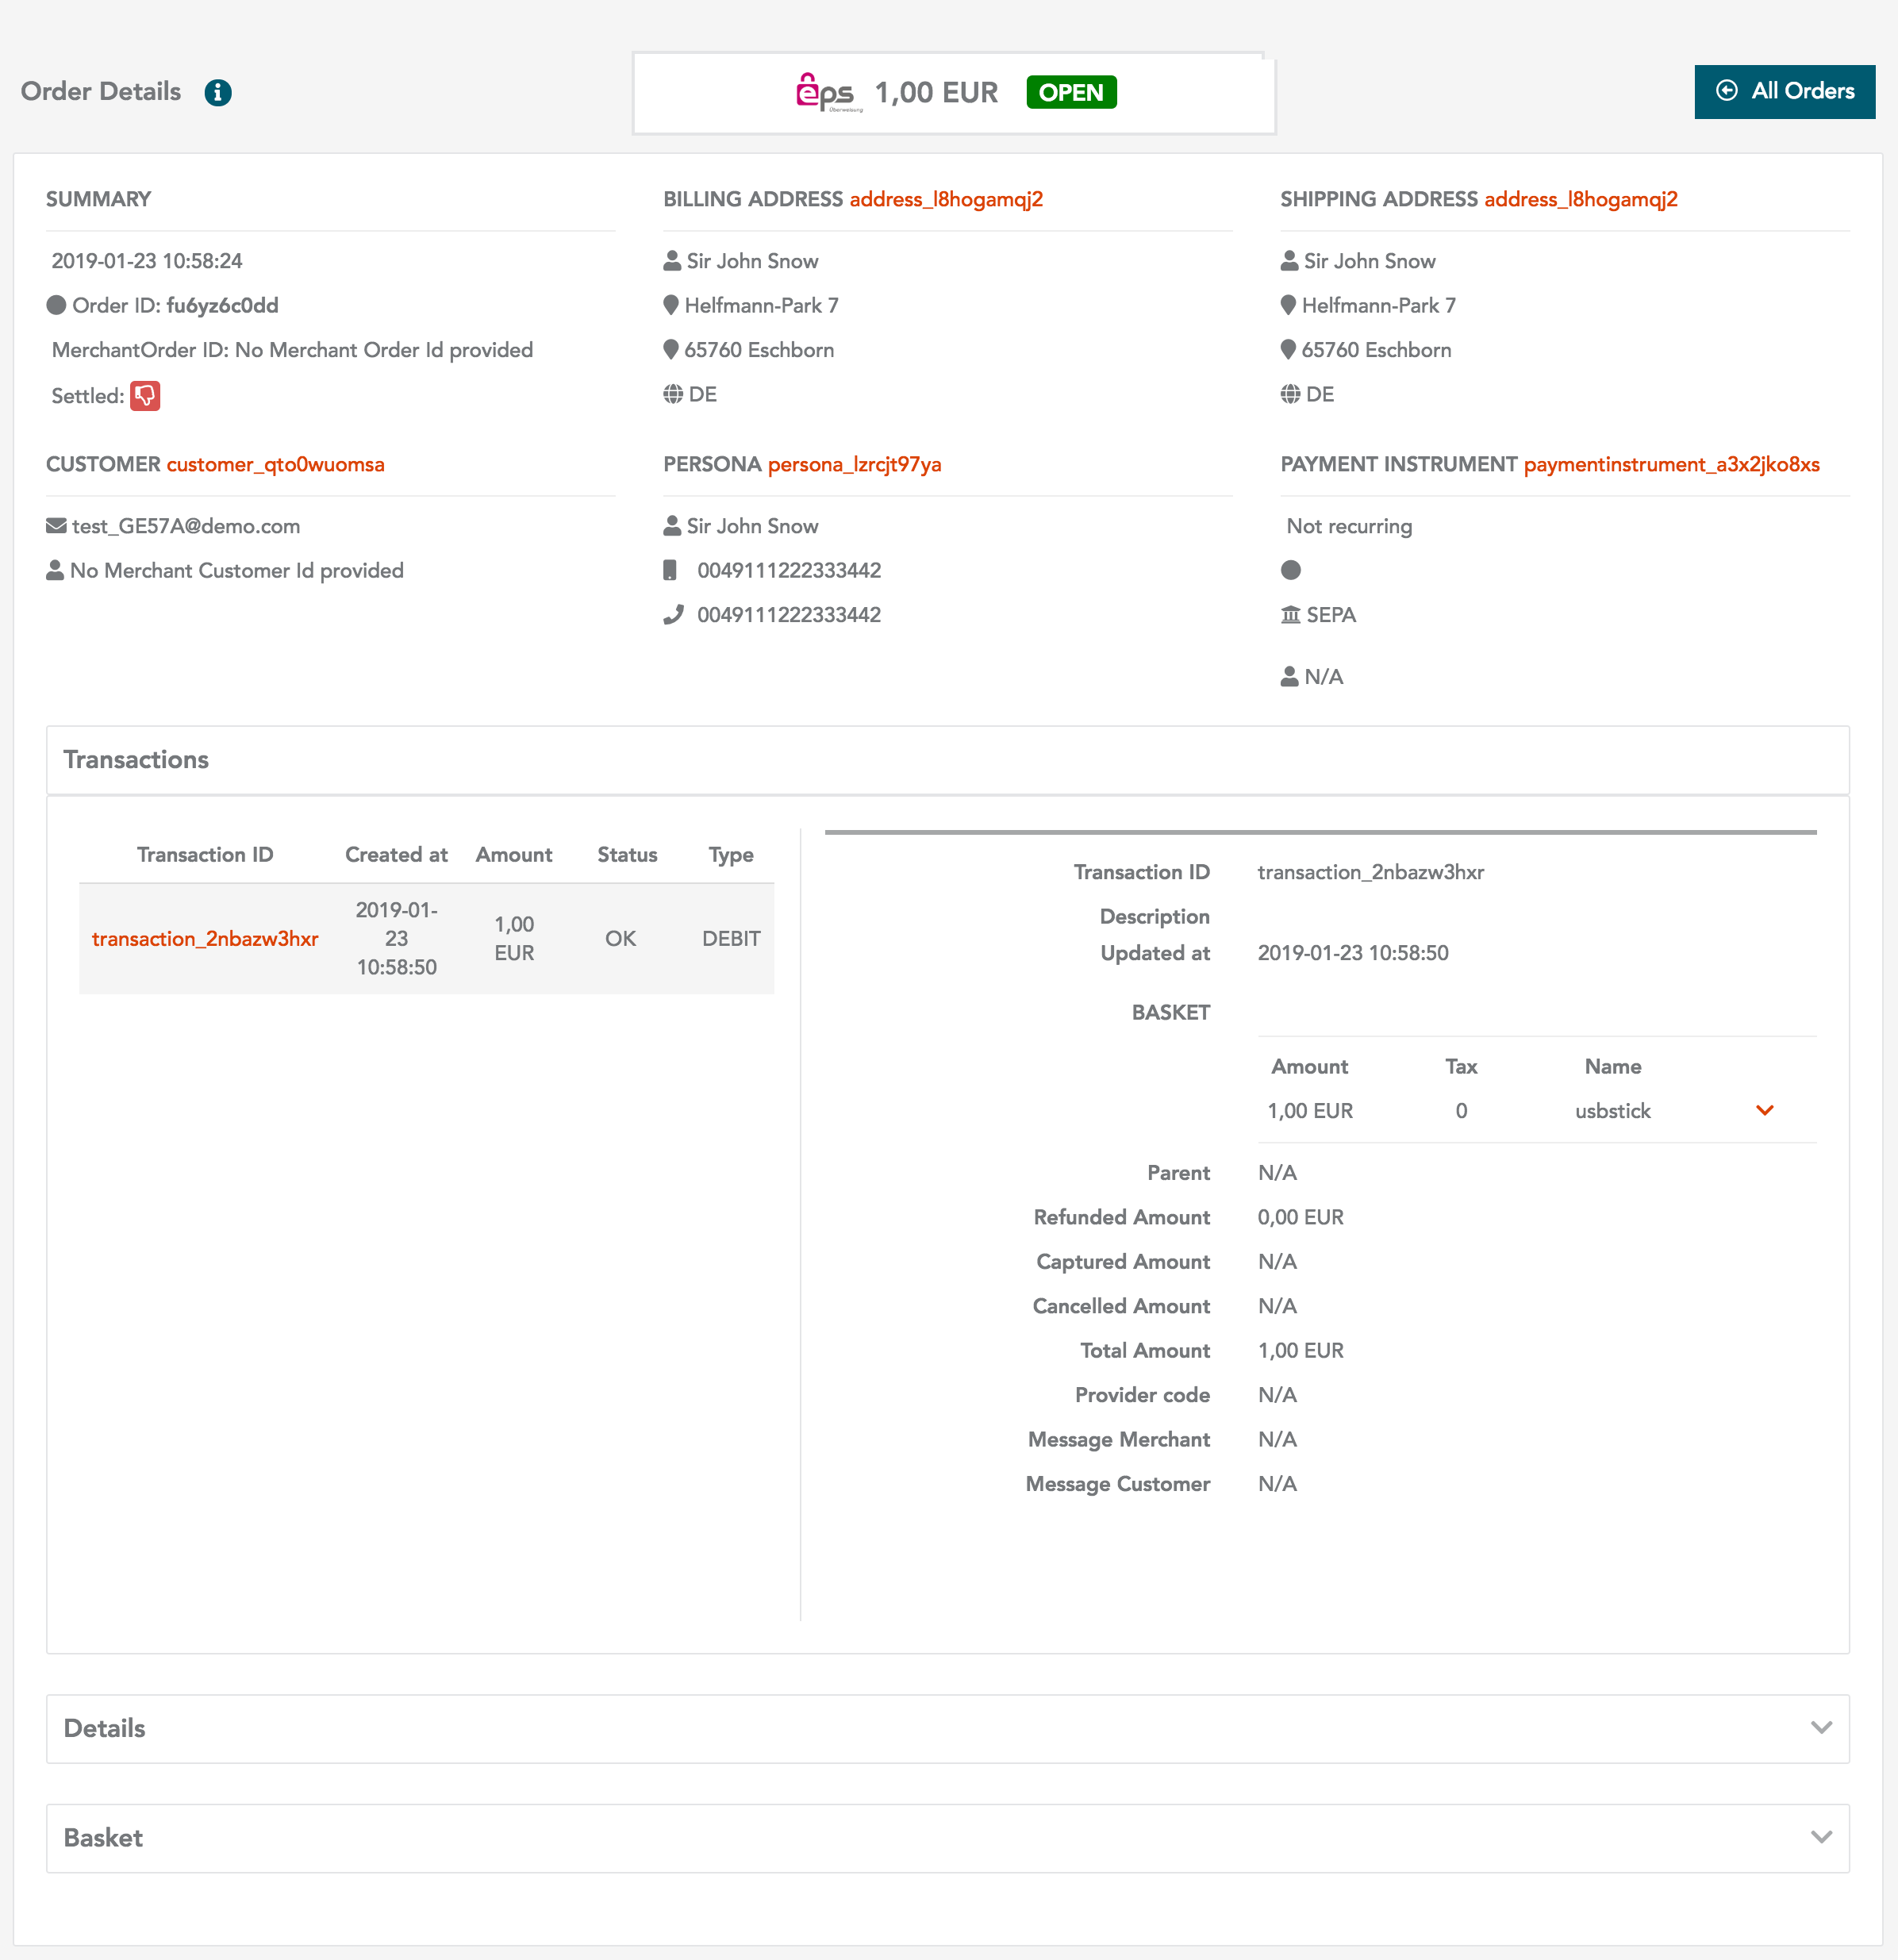 Order Details
eps
Überweisung
1,00 EUR
OPEN
All Orders
SUMMARY
2019-01-23 10:58:24
Order ID: fu6yz6c0dd
MerchantOrder ID: No Merchant Order Id provided
Settled:
BILLING ADDRESS address_l8hogamqj2
Sir John Snow
Helfmann-Park 7
65760 Eschborn
DE
SHIPPING ADDRESS address_l8hogamqj2
Sir John Snow
Helfmann-Park 7
65760 Eschborn
DE
CUSTOMER customer_qto0wuomsa
test_GE57A@demo.com
No Merchant Customer Id provided
PERSONA persona_lzrcjt97ya
Sir John Snow
0049111222333442
0049111222333442
PAYMENT INSTRUMENT paymentinstrument_a3x2jko8xs
Not recurring
SEPA
N/A
Transactions
Transaction ID Created at Amount Status Type
transaction_2nbazw3hxr
2019-01-
23
10:58:50
1,00
EUR
OK
DEBIT
Transaction ID transaction_2nbazw3hxr
Description
Updated at 2019-01-23 10:58:50
BASKET
Amount Tax Name
1,00 EUR 0 usbstick
Parent N/A
Refunded Amount 0,00 EUR
Captured Amount N/A
Cancelled Amount N/A
Total Amount 1,00 EUR
Provider code N/A
Message Merchant N/A
Message Customer N/A
Details
Basket